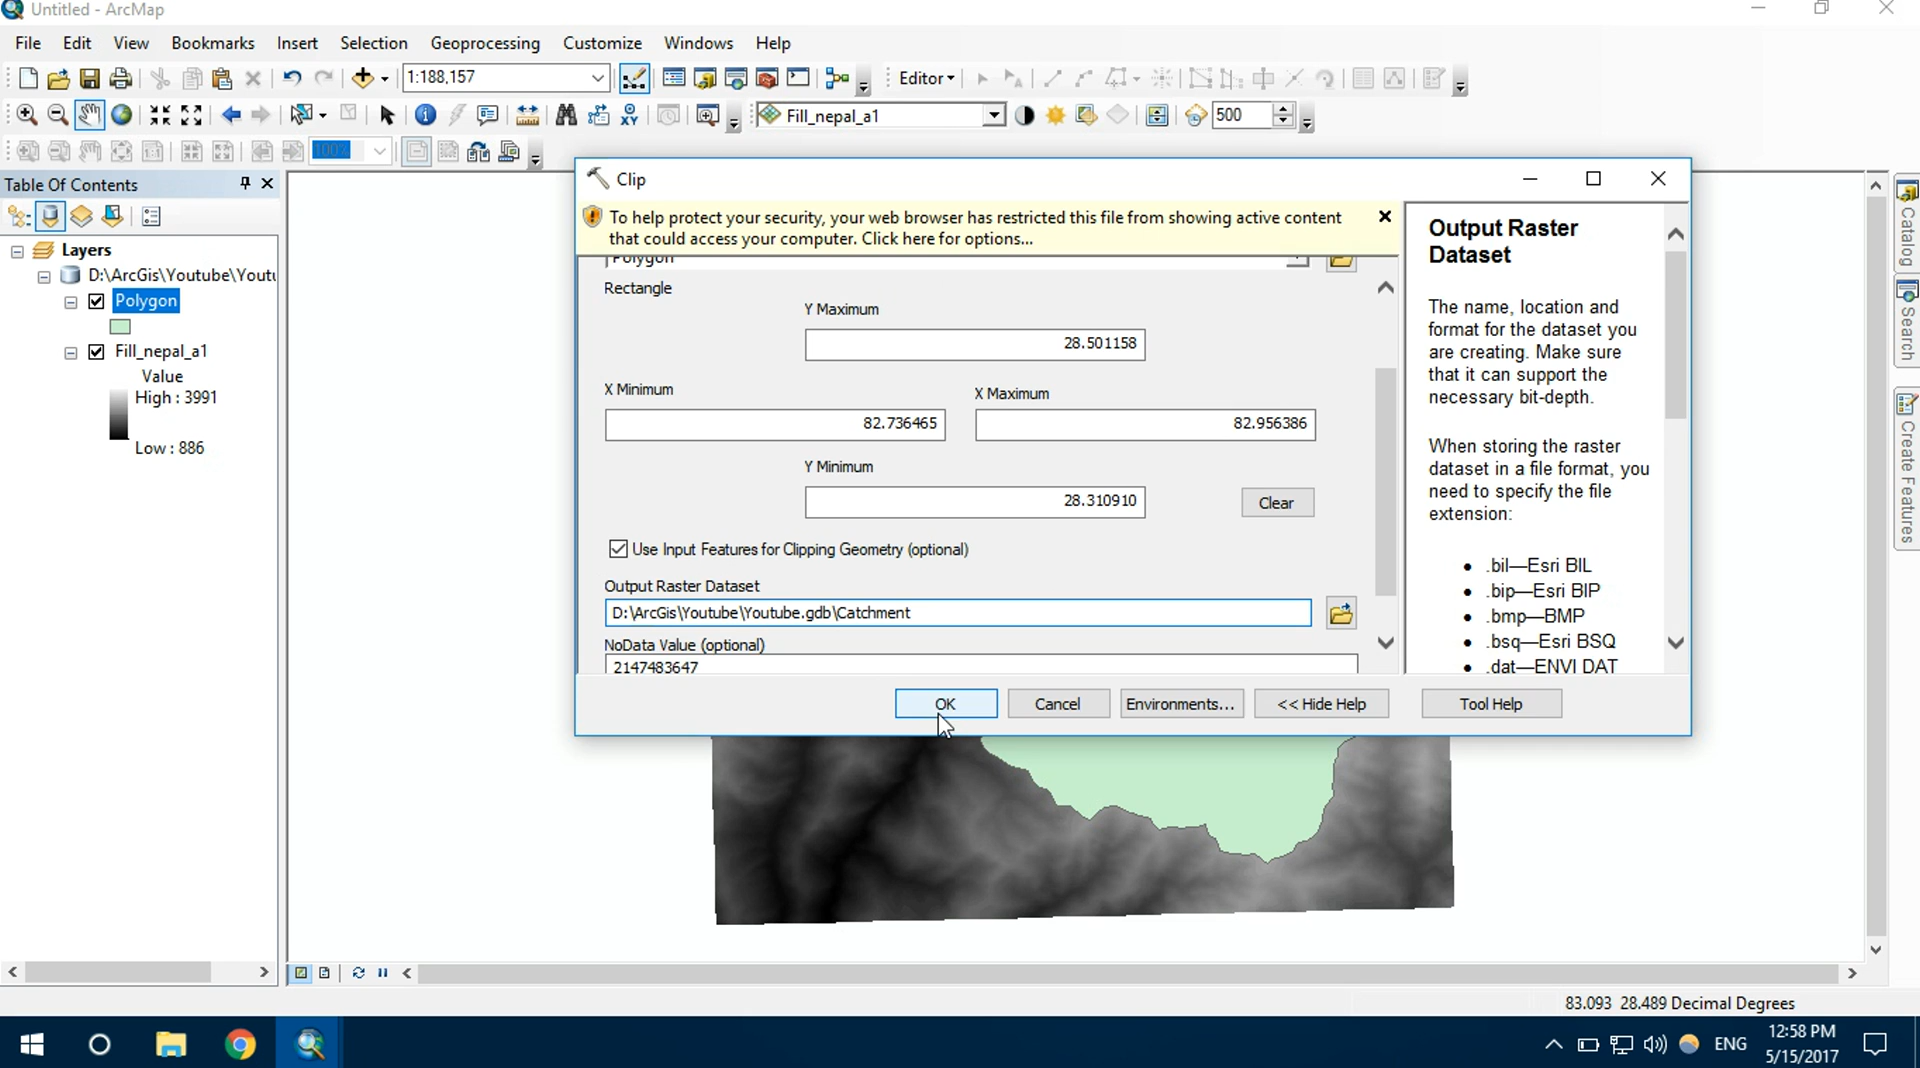 Untitled - ArcMap
File Edit View Bookmarks Insert Selection Geoprocessing Customize Windows Help
1:188,157
Editor
Fill_nepal_a1
500
100%
Table Of Contents
Layers
D:\ArcGis\Youtube\Youtu
Polygon
Fill_nepal_a1
Value
High : 3991
Low : 886
Clip
To help protect your security, your web browser has restricted this file from showing active content
that could access your computer. Click here for options...
Polygon
Rectangle
Y Maximum
28.501158
X Minimum
X Maximum
82.736465
82.956386
Y Minimum
28.310910
Clear
Use Input Features for Clipping Geometry (optional)
Output Raster Dataset
D:\ArcGis\Youtube\Youtube.gdb\Catchment
NoData Value (optional)
2147483647
OK Cancel Environments... << Hide Help Tool Help
Output Raster
Dataset
The name, location and
format for the dataset you
are creating. Make sure
that it can support the
necessary bit-depth.
When storing the raster
dataset in a file format, you
need to specify the file
extension:
• .bil—Esri BIL
• .bip—Esri BIP
• .bmp—BMP
• .bsq—Esri BSQ
• .dat—ENVI DAT
Catalog
Search
Create Features
83.093 28.489 Decimal Degrees
ENG
12:58 PM
5/15/2017